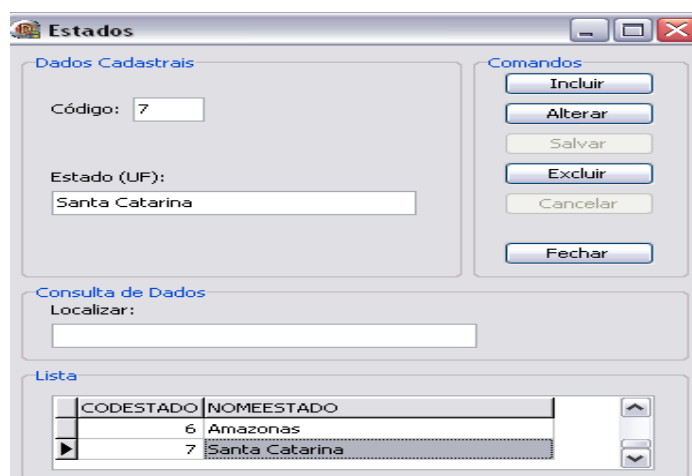 Estados
Dados Cadastrais
Código: 7
Estado (UF):
Santa Catarina
Comandos
Incluir
Alterar
Salvar
Excluir
Cancelar
Fechar
Consulta de Dados
Localizar:
Lista
CODESTADO NOMEESTADO
6 Amazonas
7 Santa Catarina